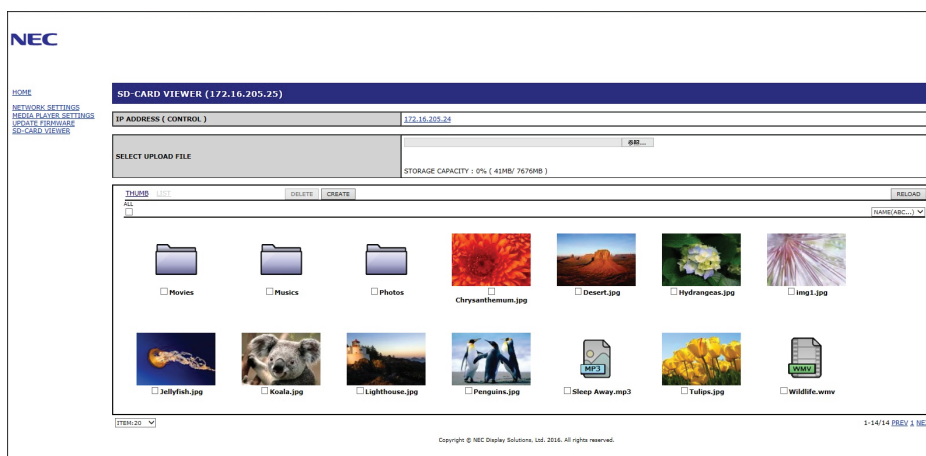 NEC
HOME
NETWORK SETTINGS
MEDIA PLAYER SETTINGS
UPDATE FIRMWARE
SD-CARD VIEWER
SD-CARD VIEWER (172.16.205.25)
IP ADDRESS ( CONTROL )
172.16.205.24
SELECT UPLOAD FILE
参照...
STORAGE CAPACITY : 0% ( 41MB/ 7676MB )
THUMB LIST DELETE CREATE RELOAD
ALL
NAME(ABC...)
Movies Musics Photos Chrysanthemum.jpg Desert.jpg Hydrangeas.jpg img1.jpg
MP3 WMV
Jellyfish.jpg Koala.jpg Lighthouse.jpg Penguins.jpg Sleep Away.mp3 Tulips.jpg Wildlife.wmv
ITEM:20 1-14/14 PREV 1 NE
Copyright © NEC Display Solutions, Ltd. 2016. All rights reserved.